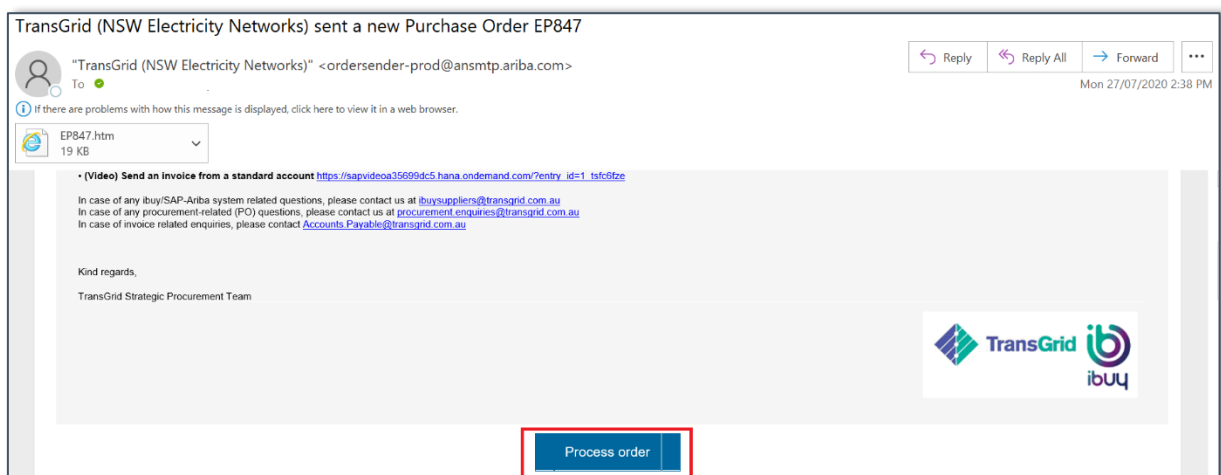 TransGrid (NSW Electricity Networks) sent a new Purchase Order EP847
"TransGrid (NSW Electricity Networks)" <ordersender-prod@ansmtp.ariba.com>
To
Reply
Reply All
Forward
Mon 27/07/2020 2:38 PM
If there are problems with how this message is displayed, click here to view it in a web browser.
EP847.htm
19 KB
• (Video) Send an invoice from a standard account https://sapvideoa35699dc5.hana.ondemand.com/?entry_id=1_tsfc6fze
In case of any ibuy/SAP-Ariba system related questions, please contact us at ibuysuppliers@transgrid.com.au
In case of any procurement-related (PO) questions, please contact us at procurement.enquiries@transgrid.com.au
In case of invoice related enquiries, please contact Accounts.Payable@transgrid.com.au
Kind regards,
TransGrid Strategic Procurement Team
TransGrid
ib
ibuy
Process order